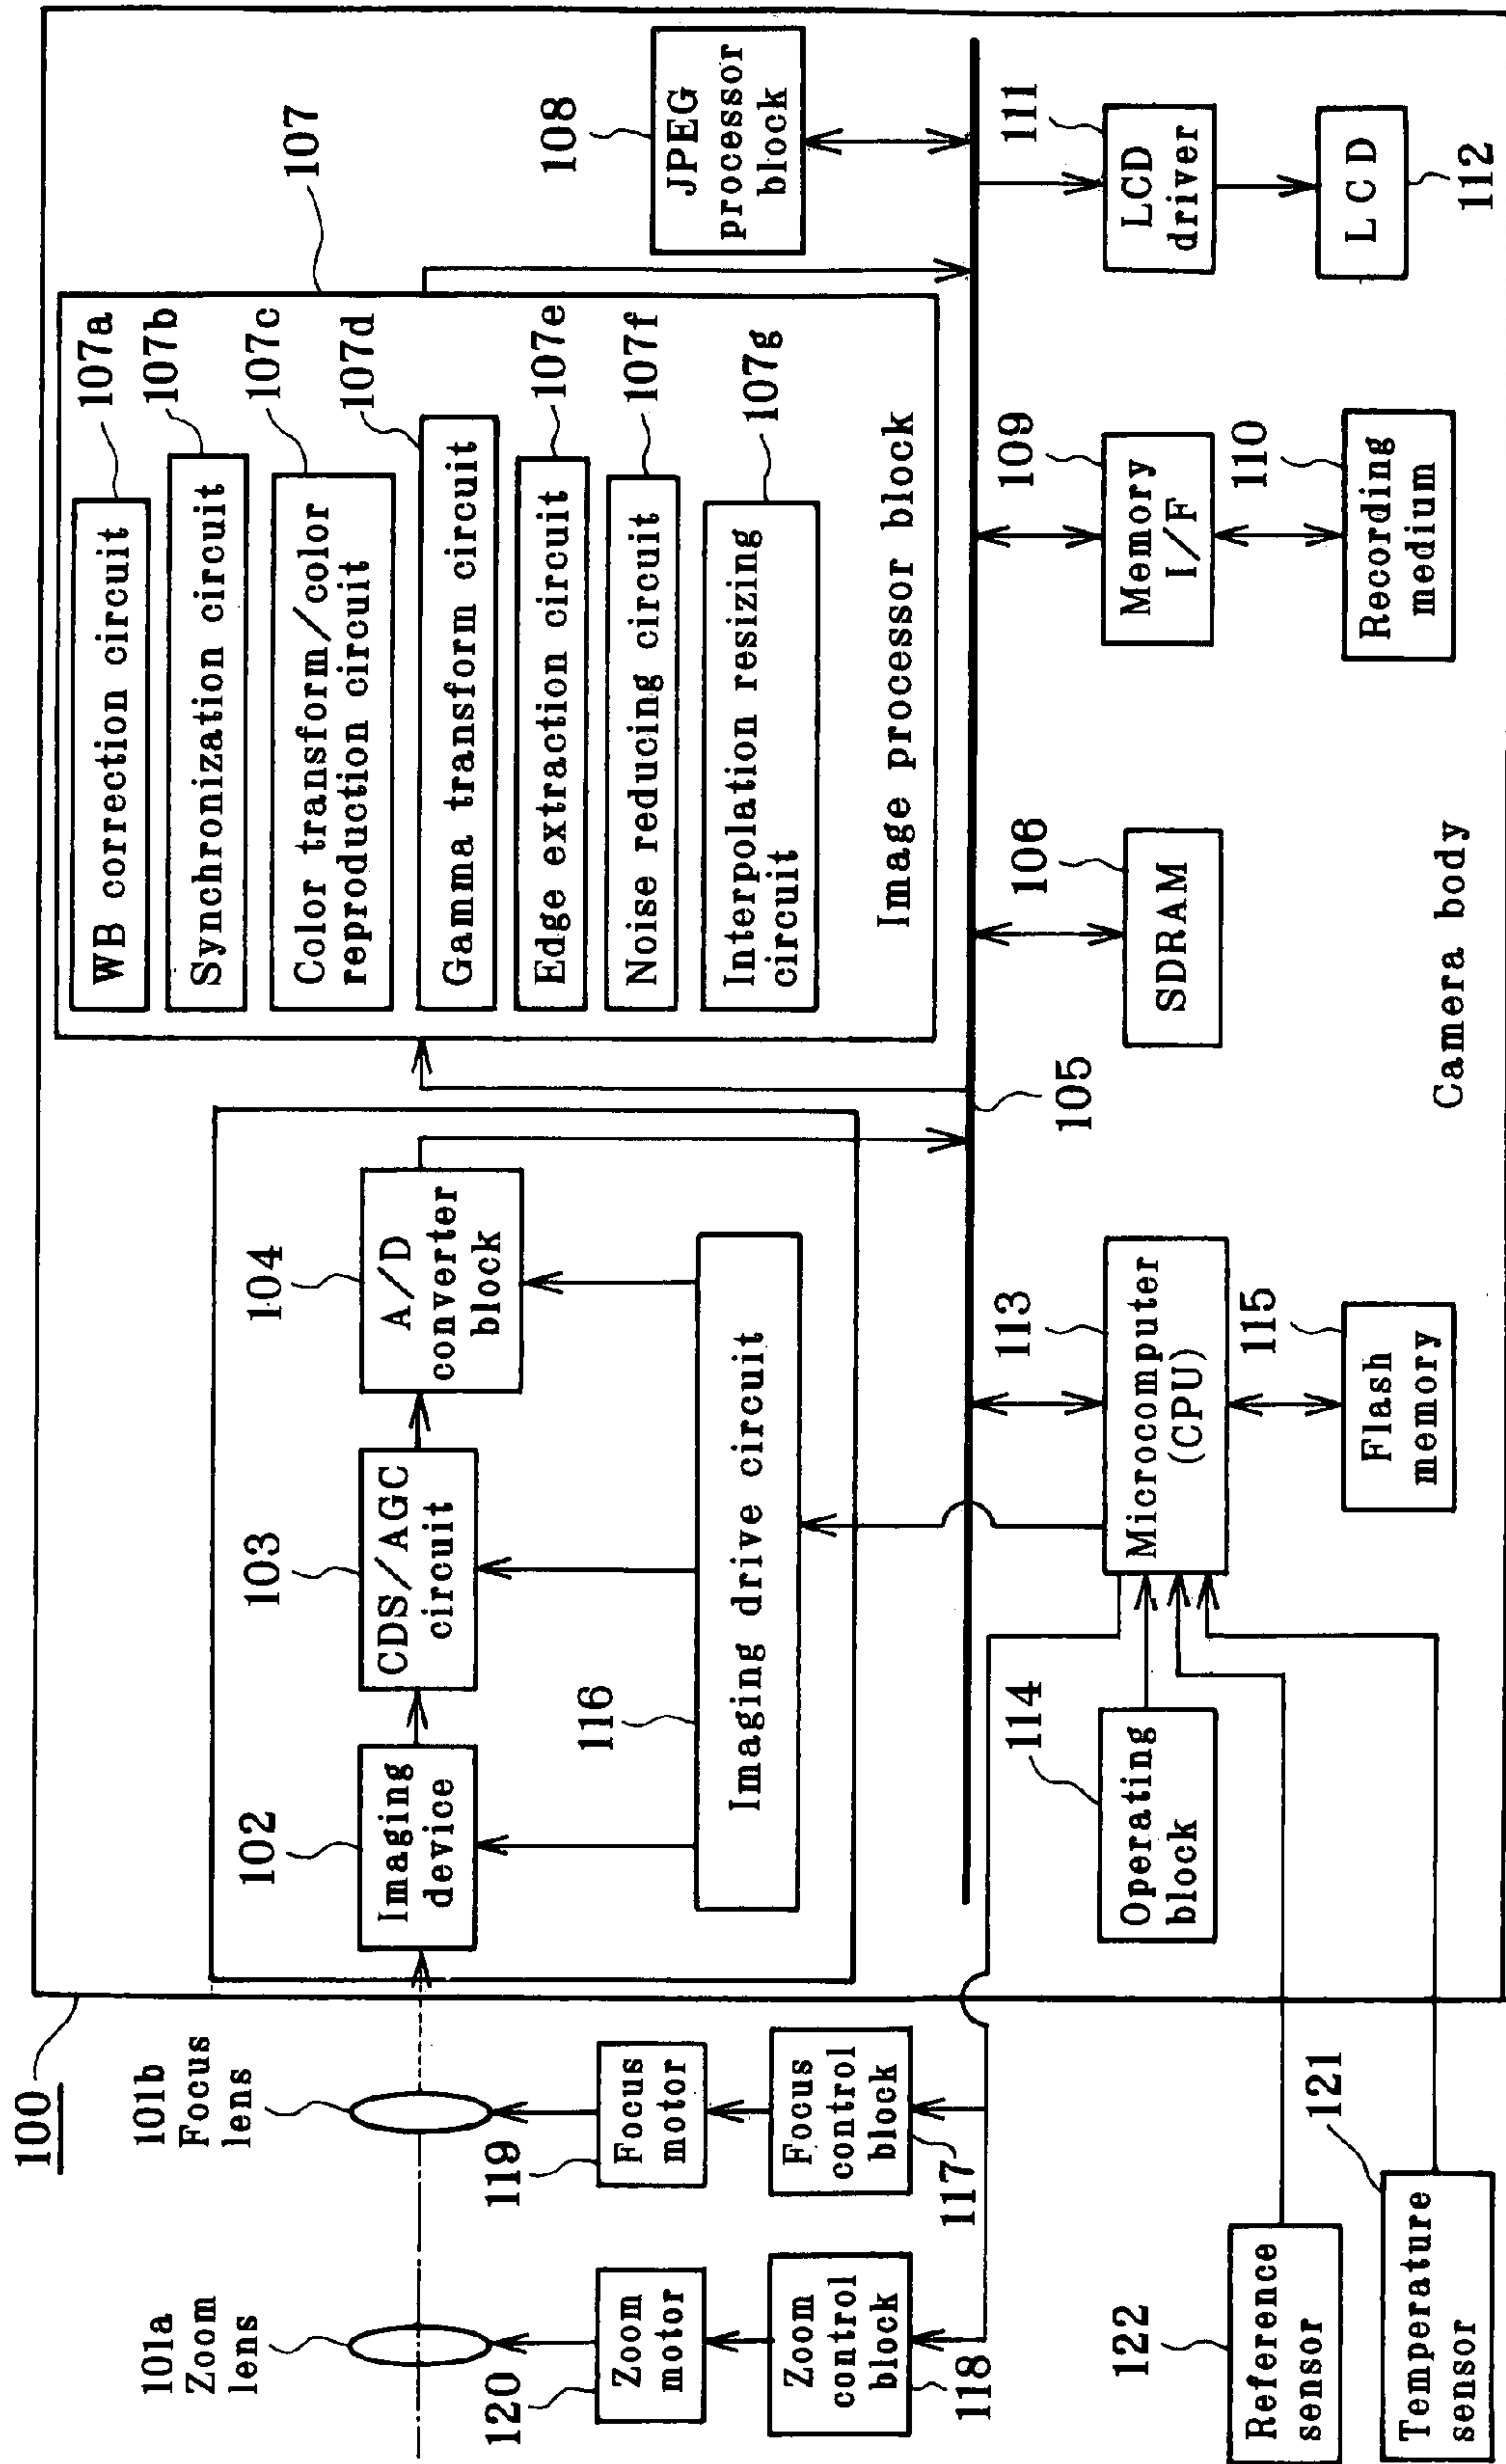 100
101a
Zoom
lens
101b
Focus
lens
120
Zoom
motor
119
Focus
motor
Zoom
control
block
118
Focus
control
block
117
122
Reference
sensor
121
Temperature
sensor
102
Imaging
device
103
CDS/AGC
circuit
104
A/D
converter
block
116
Imaging drive circuit
105
107
WB correction circuit
107a
Synchronization circuit
107b
Color transform/color
reproduction circuit
107c
Gamma transform circuit
107d
Edge extraction circuit
107e
Noise reducing circuit
107f
Interpolation resizing
circuit
107g
Image processor block
108
JPEG
processor
block
114
Operating
block
113
Microcomputer
(CPU)
115
Flash
memory
106
SDRAM
109
Memory
I/F
110
Recording
medium
111
LCD
driver
LCD
112
Camera body